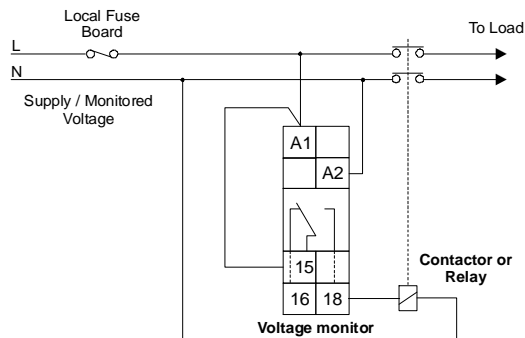 Local Fuse
Board
To Load
L
N
Supply / Monitored
Voltage
A1
A2
15
16 18
Contactor or
Relay
Voltage monitor